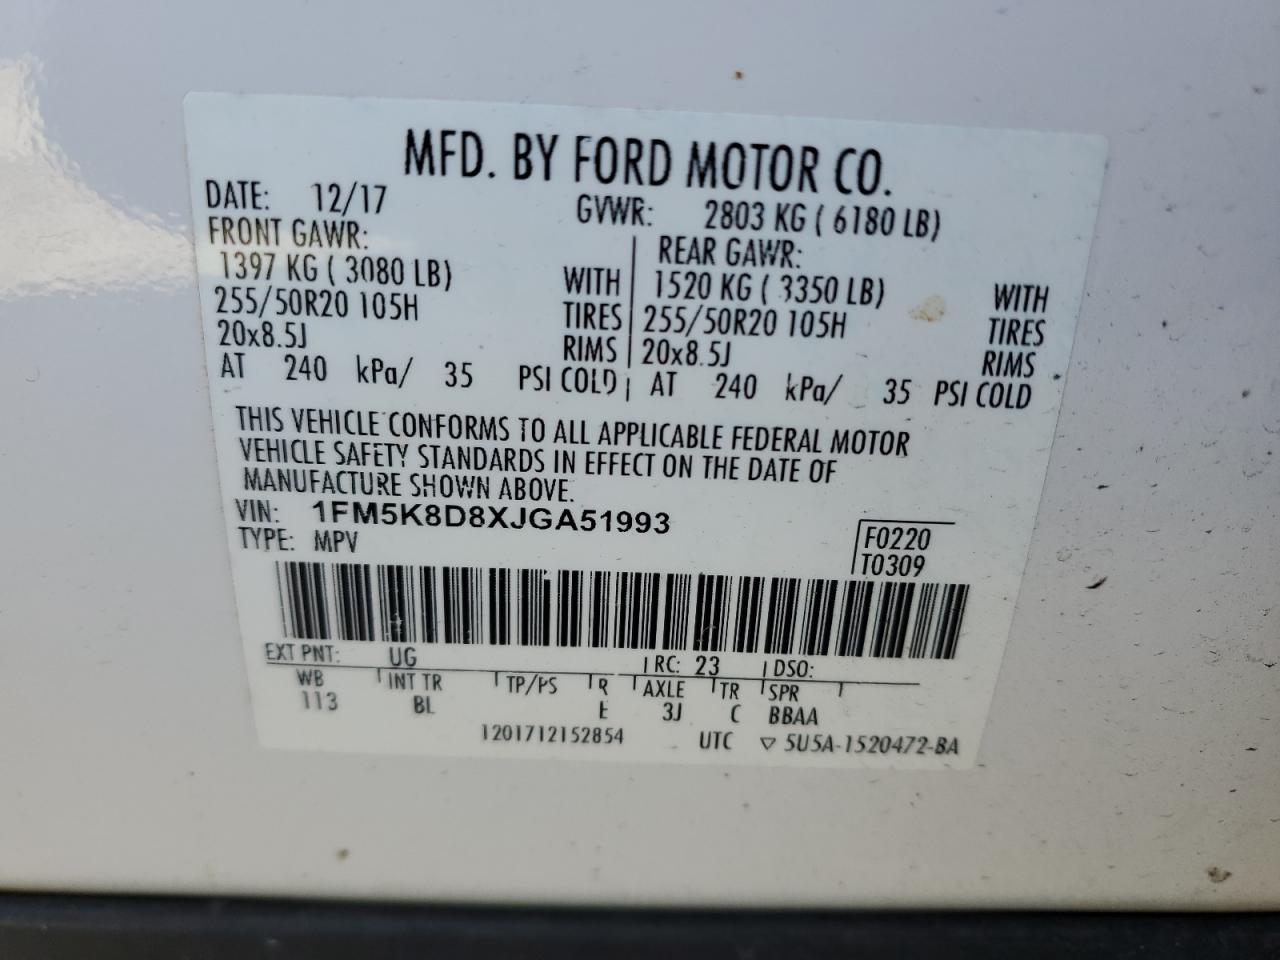 MFD. BY FORD MOTOR CO.
DATE: 12/17 GVWR: 2803 KG ( 6180 LB)
FRONT GAWR: REAR GAWR:
1397 KG ( 3080 LB) WITH 1520 KG ( 3350 LB) WITH
255/50R20 105H TIRES 255/50R20 105H TIRES
20x8.5J RIMS 20x8.5J RIMS
AT 240 kPa/ 35 PSI COLD AT 240 kPa/ 35 PSI COLD
THIS VEHICLE CONFORMS TO ALL APPLICABLE FEDERAL MOTOR
VEHICLE SAFETY STANDARDS IN EFFECT ON THE DATE OF
MANUFACTURE SHOWN ABOVE.
VIN: 1FM5K8D8XJGA51993 F0220
TYPE: MPV T0309
EXT PNT: UG RC: 23 DSO:
WB INT TR TP/PS R AXLE TR SPR
113 BL E 3J C BBAA
1201712152854 UTC ▽ 5U5A-1520472-BA